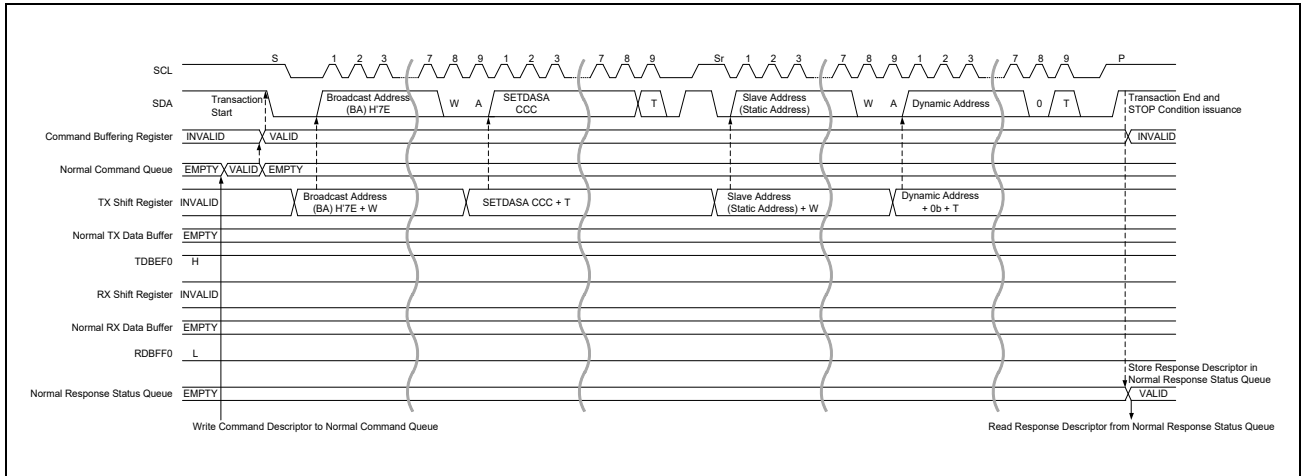 S 1 2 3 7 8 9 1 2 3 7 8 9 Sr 1 2 3 7 8 9 1 2 3 7 8 9 P
SCL
SDA
Transaction
Start
Broadcast Address
(BA) H'7E
W A
SETDASA
CCC
T
Slave Address
(Static Address)
W A
Dynamic Address
0 T
Transaction End and
STOP Condition issuance
Command Buffering Register INVALID VALID INVALID
Normal Command Queue EMPTY VALID EMPTY
TX Shift Register INVALID
Broadcast Address
(BA) H'7E + W
SETDASA CCC + T
Slave Address
(Static Address) + W
Dynamic Address
+ 0b + T
Normal TX Data Buffer EMPTY
TDBEF0 H
RX Shift Register INVALID
Normal RX Data Buffer EMPTY
RDBFF0 L
Store Response Descriptor in
Normal Response Status Queue
Normal Response Status Queue EMPTY VALID
Write Command Descriptor to Normal Command Queue
Read Response Descriptor from Normal Response Status Queue